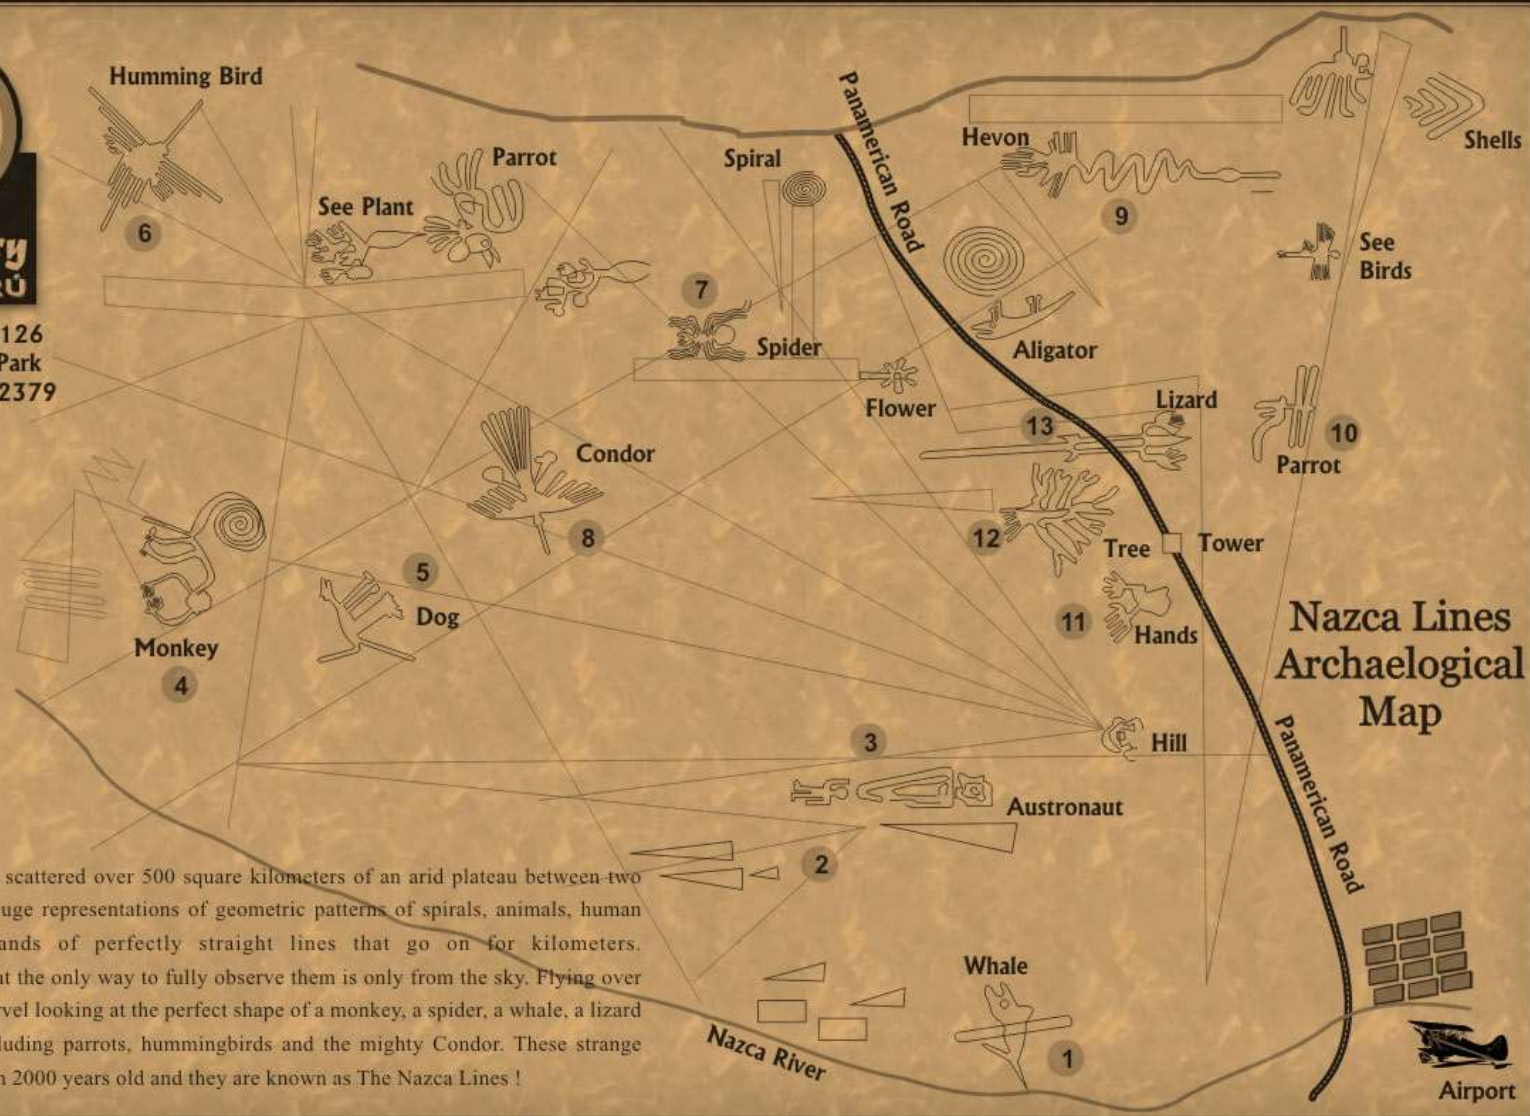 Humming Bird
6
Parrot
See Plant
Spiral
7
Spider
Panamerican Road
Hevon
9
Shells
See
Birds
Aligator
Flower
Lizard
13
10
Parrot
126
Park
2379
Condor
8
12
Tree
Tower
5
Dog
11
Hands
Monkey
4
Nazca Lines
Archaelogical
Map
3
Hill
Austronaut
2
Panamerican Road
scattered over 500 square kilometers of an arid plateau between two
uge representations of geometric patterns of spirals, animals, human
ands of perfectly straight lines that go on for kilometers.
at the only way to fully observe them is only from the sky. Flying over
rvel looking at the perfect shape of a monkey, a spider, a whale, a lizard
luding parrots, hummingbirds and the mighty Condor. These strange
n 2000 years old and they are known as The Nazca Lines !
Whale
1
Nazca River
Airport